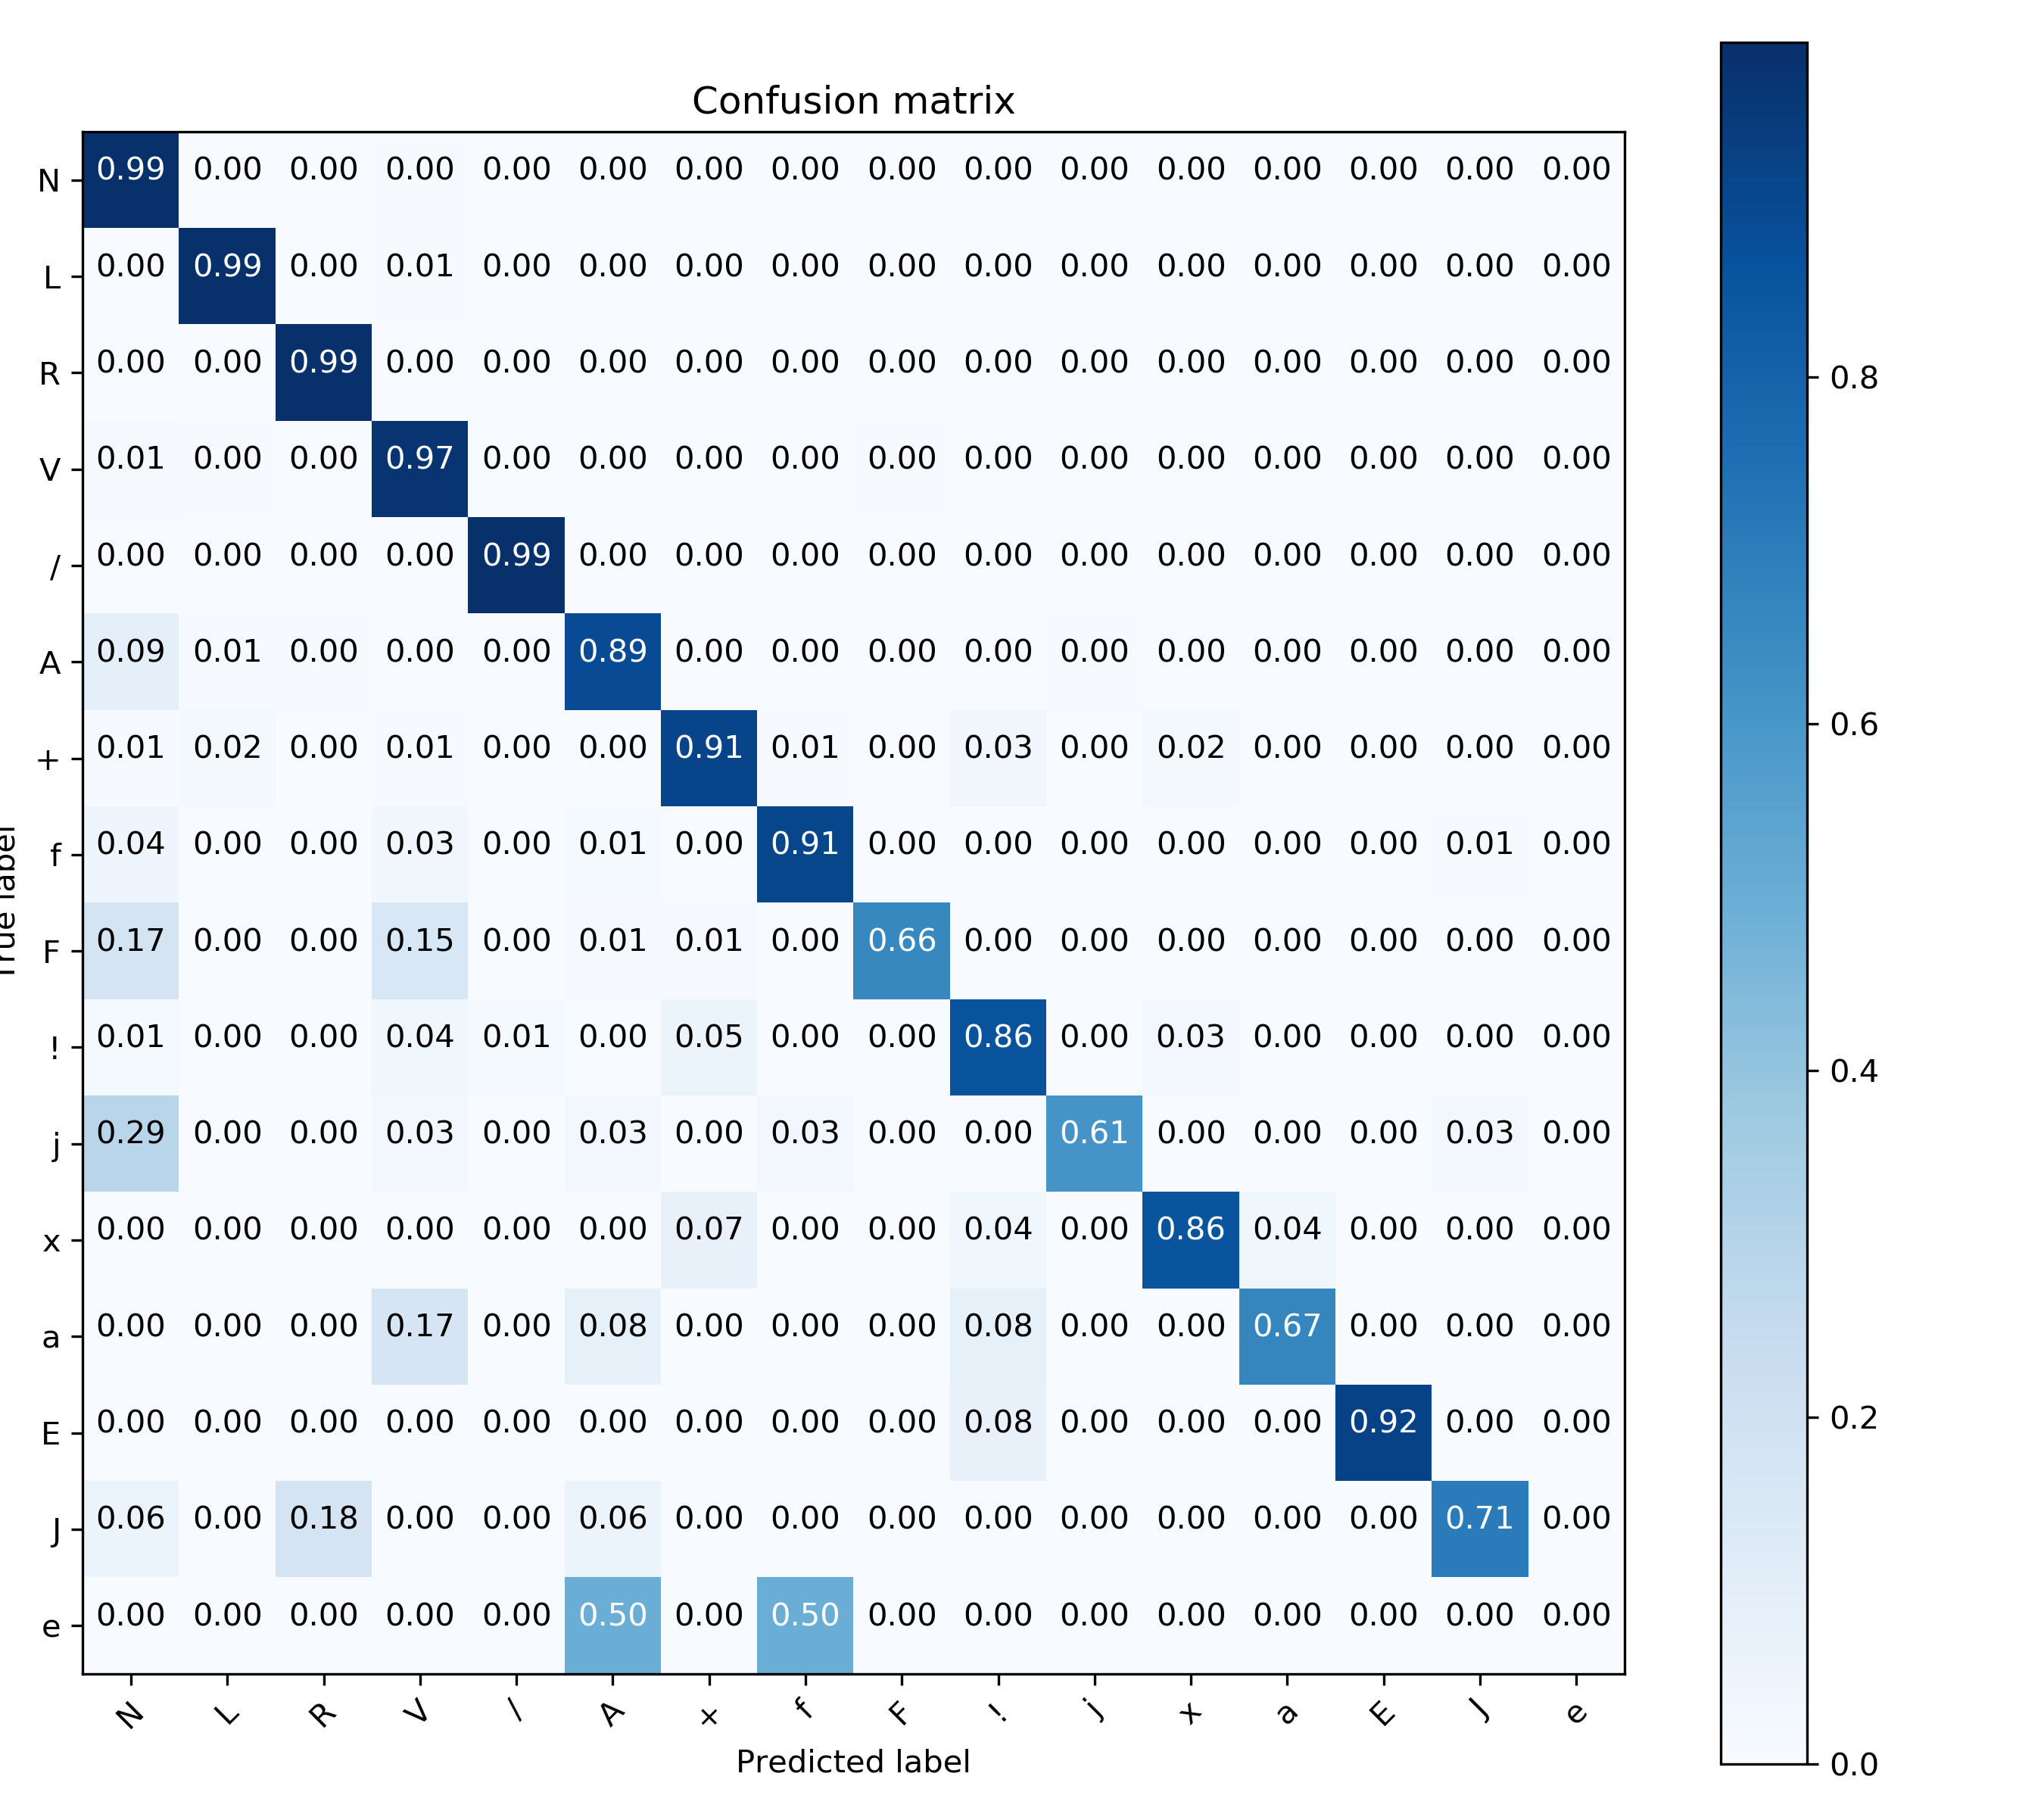 Confusion matrix
N 0.99 0.00 0.00 0.00 0.00 0.00 0.00 0.00 0.00 0.00 0.00 0.00 0.00 0.00 0.00 0.00
L 0.00 0.99 0.00 0.01 0.00 0.00 0.00 0.00 0.00 0.00 0.00 0.00 0.00 0.00 0.00 0.00
R 0.00 0.00 0.99 0.00 0.00 0.00 0.00 0.00 0.00 0.00 0.00 0.00 0.00 0.00 0.00 0.00
V 0.01 0.00 0.00 0.97 0.00 0.00 0.00 0.00 0.00 0.00 0.00 0.00 0.00 0.00 0.00 0.00
/ 0.00 0.00 0.00 0.00 0.99 0.00 0.00 0.00 0.00 0.00 0.00 0.00 0.00 0.00 0.00 0.00
A 0.09 0.01 0.00 0.00 0.00 0.89 0.00 0.00 0.00 0.00 0.00 0.00 0.00 0.00 0.00 0.00
+ 0.01 0.02 0.00 0.01 0.00 0.00 0.91 0.01 0.00 0.03 0.00 0.02 0.00 0.00 0.00 0.00
f 0.04 0.00 0.00 0.03 0.00 0.01 0.00 0.91 0.00 0.00 0.00 0.00 0.00 0.00 0.01 0.00
F 0.17 0.00 0.00 0.15 0.00 0.01 0.01 0.00 0.66 0.00 0.00 0.00 0.00 0.00 0.00 0.00
! 0.01 0.00 0.00 0.04 0.01 0.00 0.05 0.00 0.00 0.86 0.00 0.03 0.00 0.00 0.00 0.00
j 0.29 0.00 0.00 0.03 0.00 0.03 0.00 0.03 0.00 0.00 0.61 0.00 0.00 0.00 0.03 0.00
x 0.00 0.00 0.00 0.00 0.00 0.00 0.07 0.00 0.00 0.04 0.00 0.86 0.04 0.00 0.00 0.00
a 0.00 0.00 0.00 0.17 0.00 0.08 0.00 0.00 0.00 0.08 0.00 0.00 0.67 0.00 0.00 0.00
E 0.00 0.00 0.00 0.00 0.00 0.00 0.00 0.00 0.00 0.08 0.00 0.00 0.00 0.92 0.00 0.00
J 0.06 0.00 0.18 0.00 0.00 0.06 0.00 0.00 0.00 0.00 0.00 0.00 0.00 0.00 0.71 0.00
e 0.00 0.00 0.00 0.00 0.00 0.50 0.00 0.50 0.00 0.00 0.00 0.00 0.00 0.00 0.00 0.00
N L R V / A + f F ! j x a E J e
Predicted label
True label
0.8
0.6
0.4
0.2
0.0